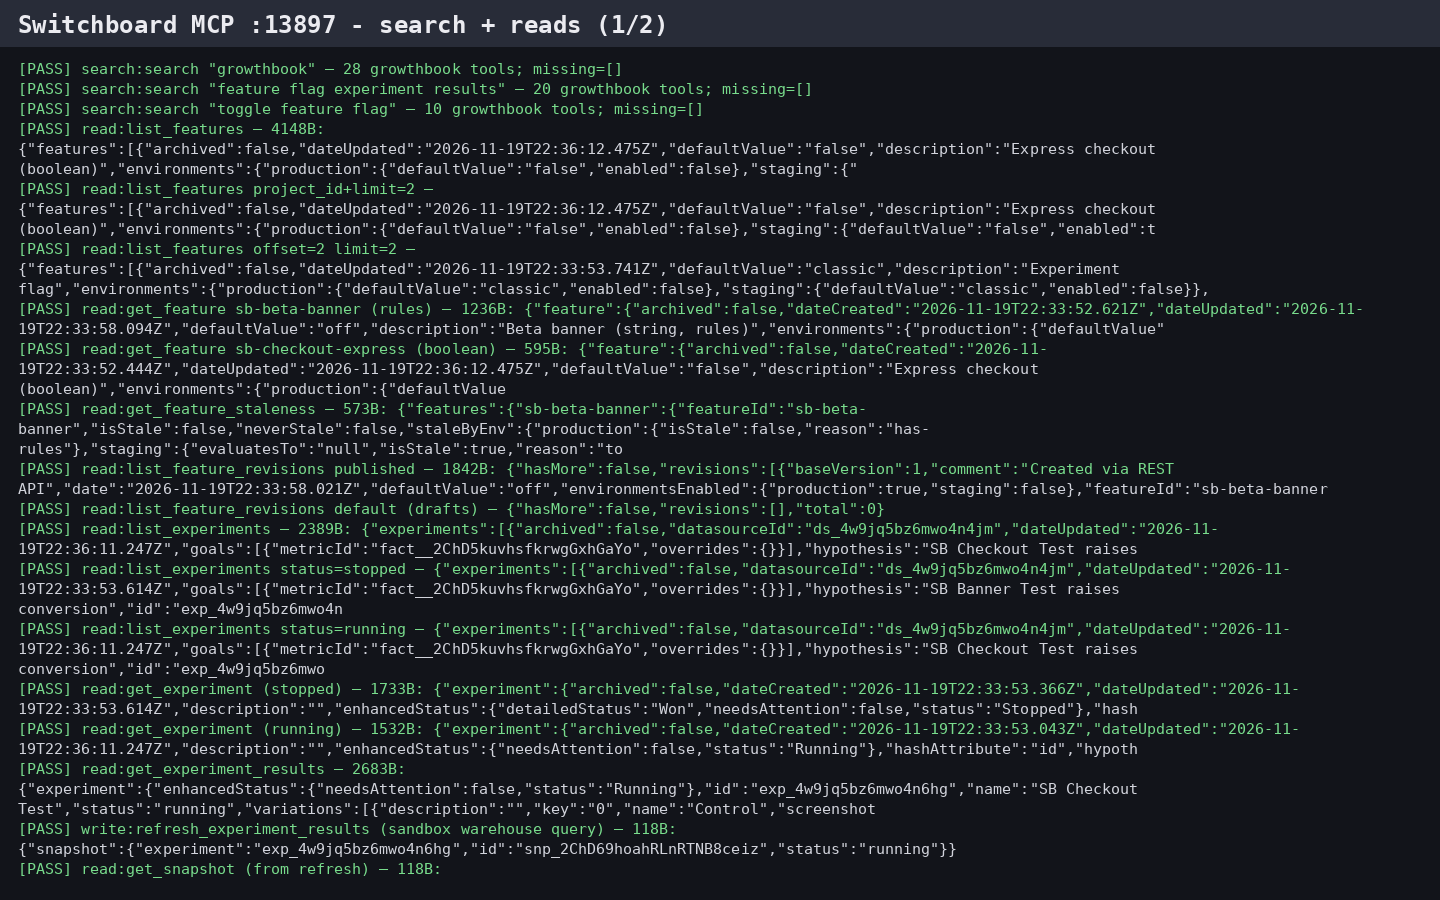 Switchboard MCP :13897 - search + reads (1/2)
[PASS] search:search "growthbook" — 28 growthbook tools; missing=[]
[PASS] search:search "feature flag experiment results" — 20 growthbook tools; missing=[]
[PASS] search:search "toggle feature flag" — 10 growthbook tools; missing=[]
[PASS] read:list_features — 4148B:
{"features":[{"archived":false,"dateUpdated":"2026-11-19T22:36:12.475Z","defaultValue":"false","description":"Express checkout
(boolean)","environments":{"production":{"defaultValue":"false","enabled":false},"staging":{"
[PASS] read:list_features project_id+limit=2 —
{"features":[{"archived":false,"dateUpdated":"2026-11-19T22:36:12.475Z","defaultValue":"false","description":"Express checkout
(boolean)","environments":{"production":{"defaultValue":"false","enabled":false},"staging":{"defaultValue":"false","enabled":t
[PASS] read:list_features offset=2 limit=2 —
{"features":[{"archived":false,"dateUpdated":"2026-11-19T22:33:53.741Z","defaultValue":"classic","description":"Experiment
flag","environments":{"production":{"defaultValue":"classic","enabled":false},"staging":{"defaultValue":"classic","enabled":false}},
[PASS] read:get_feature sb-beta-banner (rules) — 1236B: {"feature":{"archived":false,"dateCreated":"2026-11-19T22:33:52.621Z","dateUpdated":"2026-11-
19T22:33:58.094Z","defaultValue":"off","description":"Beta banner (string, rules)","environments":{"production":{"defaultValue"
[PASS] read:get_feature sb-checkout-express (boolean) — 595B: {"feature":{"archived":false,"dateCreated":"2026-11-
19T22:33:52.444Z","dateUpdated":"2026-11-19T22:36:12.475Z","defaultValue":"false","description":"Express checkout
(boolean)","environments":{"production":{"defaultValue
[PASS] read:get_feature_staleness — 573B: {"features":{"sb-beta-banner":{"featureId":"sb-beta-
banner","isStale":false,"neverStale":false,"staleByEnv":{"production":{"isStale":false,"reason":"has-
rules"},"staging":{"evaluatesTo":"null","isStale":true,"reason":"to
[PASS] read:list_feature_revisions published — 1842B: {"hasMore":false,"revisions":[{"baseVersion":1,"comment":"Created via REST
API","date":"2026-11-19T22:33:58.021Z","defaultValue":"off","environmentsEnabled":{"production":true,"staging":false},"featureId":"sb-beta-banner
[PASS] read:list_feature_revisions default (drafts) — {"hasMore":false,"revisions":[],"total":0}
[PASS] read:list_experiments — 2389B: {"experiments":[{"archived":false,"datasourceId":"ds_4w9jq5bz6mwo4n4jm","dateUpdated":"2026-11-
19T22:36:11.247Z","goals":[{"metricId":"fact__2ChD5kuvhsfkrwgGxhGaYo","overrides":{}}],"hypothesis":"SB Checkout Test raises
[PASS] read:list_experiments status=stopped — {"experiments":[{"archived":false,"datasourceId":"ds_4w9jq5bz6mwo4n4jm","dateUpdated":"2026-11-
19T22:33:53.614Z","goals":[{"metricId":"fact__2ChD5kuvhsfkrwgGxhGaYo","overrides":{}}],"hypothesis":"SB Banner Test raises
conversion","id":"exp_4w9jq5bz6mwo4n
[PASS] read:list_experiments status=running — {"experiments":[{"archived":false,"datasourceId":"ds_4w9jq5bz6mwo4n4jm","dateUpdated":"2026-11-
19T22:36:11.247Z","goals":[{"metricId":"fact__2ChD5kuvhsfkrwgGxhGaYo","overrides":{}}],"hypothesis":"SB Checkout Test raises
conversion","id":"exp_4w9jq5bz6mwo
[PASS] read:get_experiment (stopped) — 1733B: {"experiment":{"archived":false,"dateCreated":"2026-11-19T22:33:53.366Z","dateUpdated":"2026-11-
19T22:33:53.614Z","description":"","enhancedStatus":{"detailedStatus":"Won","needsAttention":false,"status":"Stopped"},"hash
[PASS] read:get_experiment (running) — 1532B: {"experiment":{"archived":false,"dateCreated":"2026-11-19T22:33:53.043Z","dateUpdated":"2026-11-
19T22:36:11.247Z","description":"","enhancedStatus":{"needsAttention":false,"status":"Running"},"hashAttribute":"id","hypoth
[PASS] read:get_experiment_results — 2683B:
{"experiment":{"enhancedStatus":{"needsAttention":false,"status":"Running"},"id":"exp_4w9jq5bz6mwo4n6hg","name":"SB Checkout
Test","status":"running","variations":[{"description":"","key":"0","name":"Control","screenshot
[PASS] write:refresh_experiment_results (sandbox warehouse query) — 118B:
{"snapshot":{"experiment":"exp_4w9jq5bz6mwo4n6hg","id":"snp_2ChD69hoahRLnRTNB8ceiz","status":"running"}}
[PASS] read:get_snapshot (from refresh) — 118B: